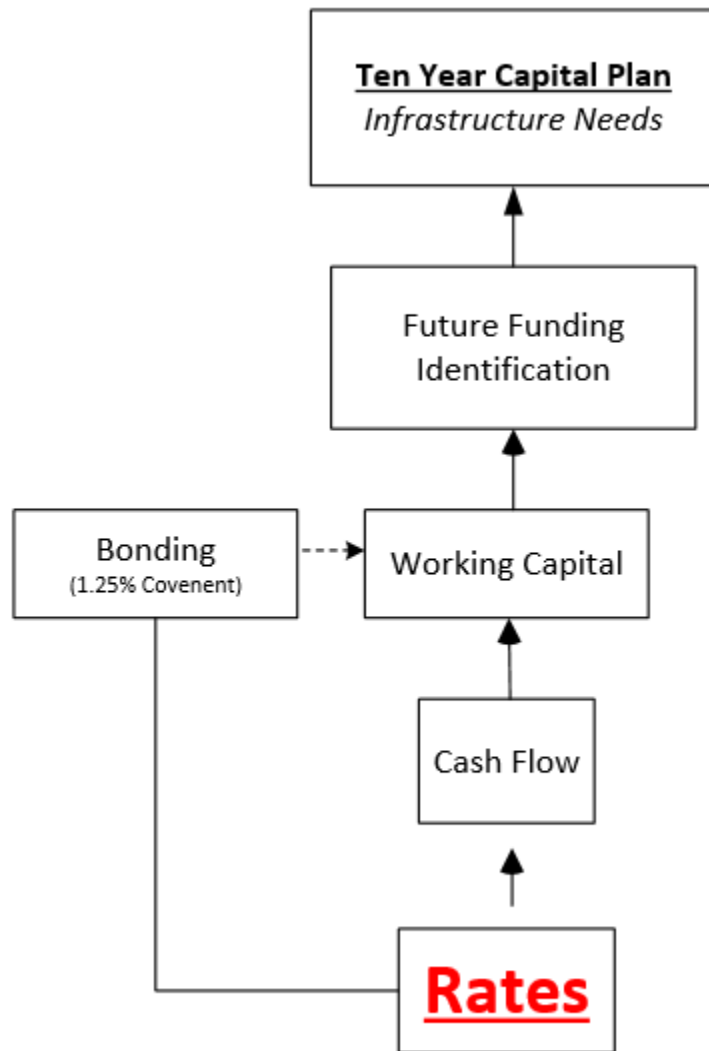 Ten Year Capital Plan
Infrastructure Needs
Future Funding
Identification
Bonding
(1.25% Covenent)
Working Capital
Cash Flow
Rates